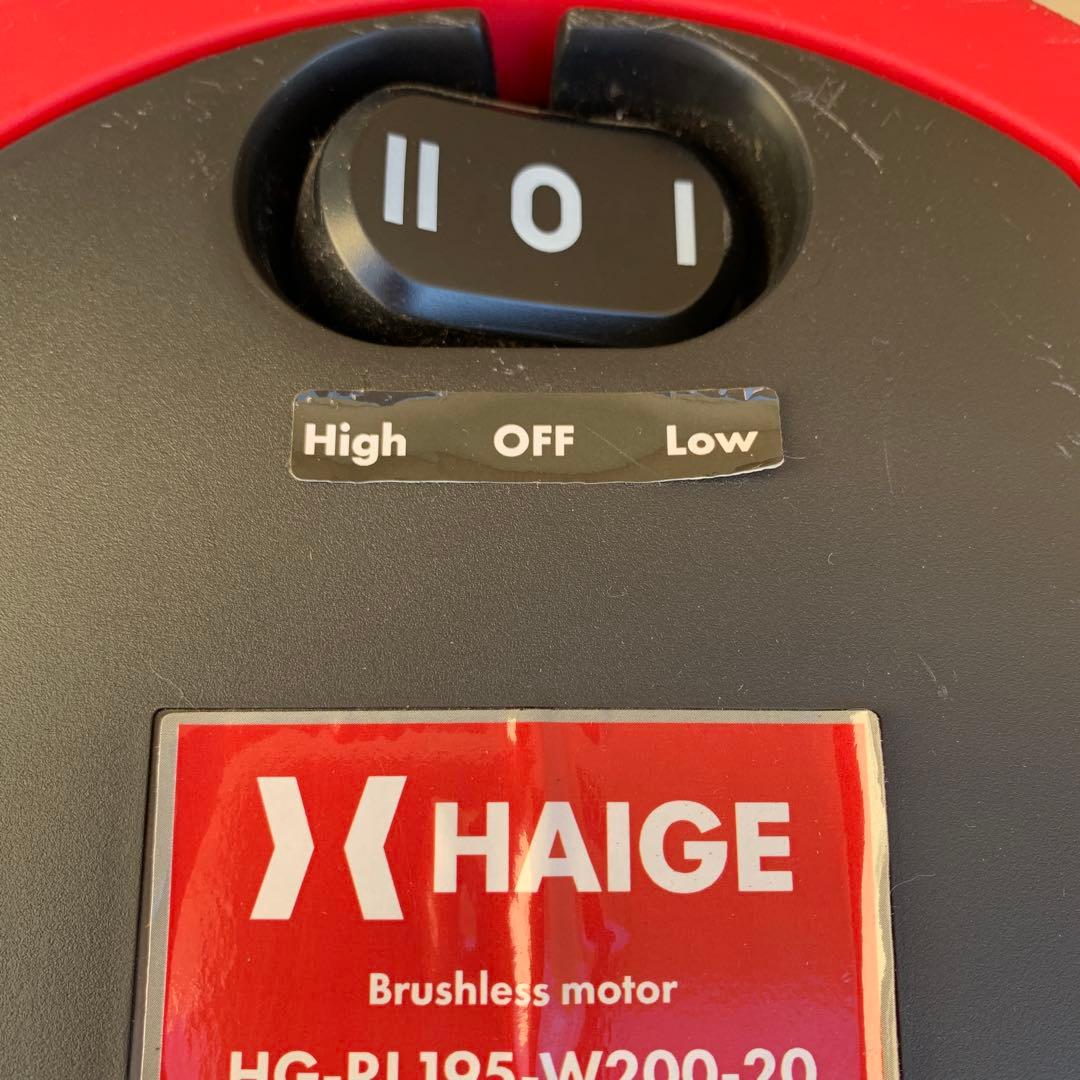 II O I
High OFF Low
HAIGE
Brushless motor